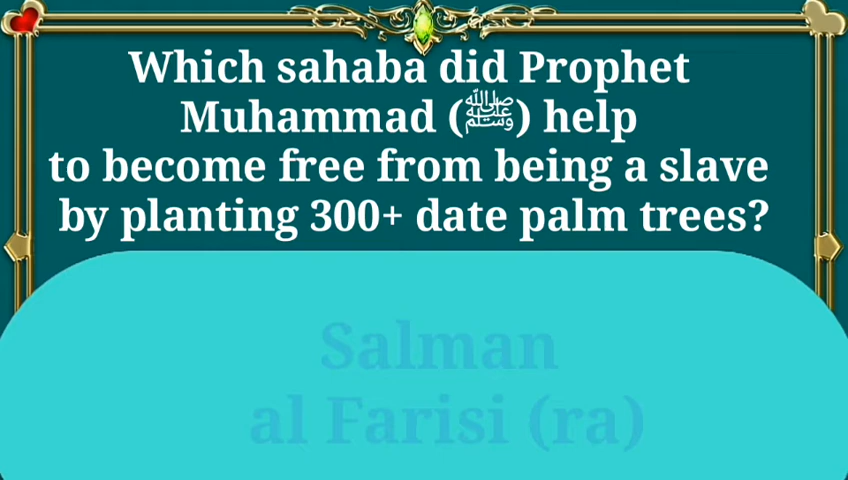 Which sahaba did Prophet
Muhammad (ﷺ) help
to become free from being a slave
by planting 300+ date palm trees?
Salman
al Farisi (ra)